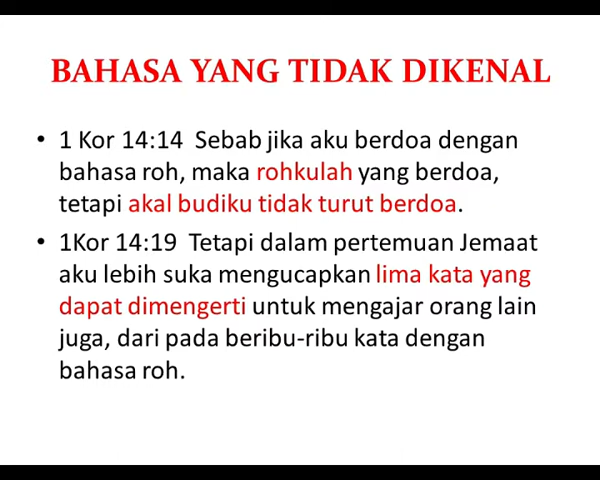 BAHASA YANG TIDAK DIKENAL
• 1 Kor 14:14 Sebab jika aku berdoa dengan
bahasa roh, maka rohkulah yang berdoa,
tetapi akal budiku tidak turut berdoa.
• 1Kor 14:19 Tetapi dalam pertemuan Jemaat
aku lebih suka mengucapkan lima kata yang
dapat dimengerti untuk mengajar orang lain
juga, dari pada beribu-ribu kata dengan
bahasa roh.